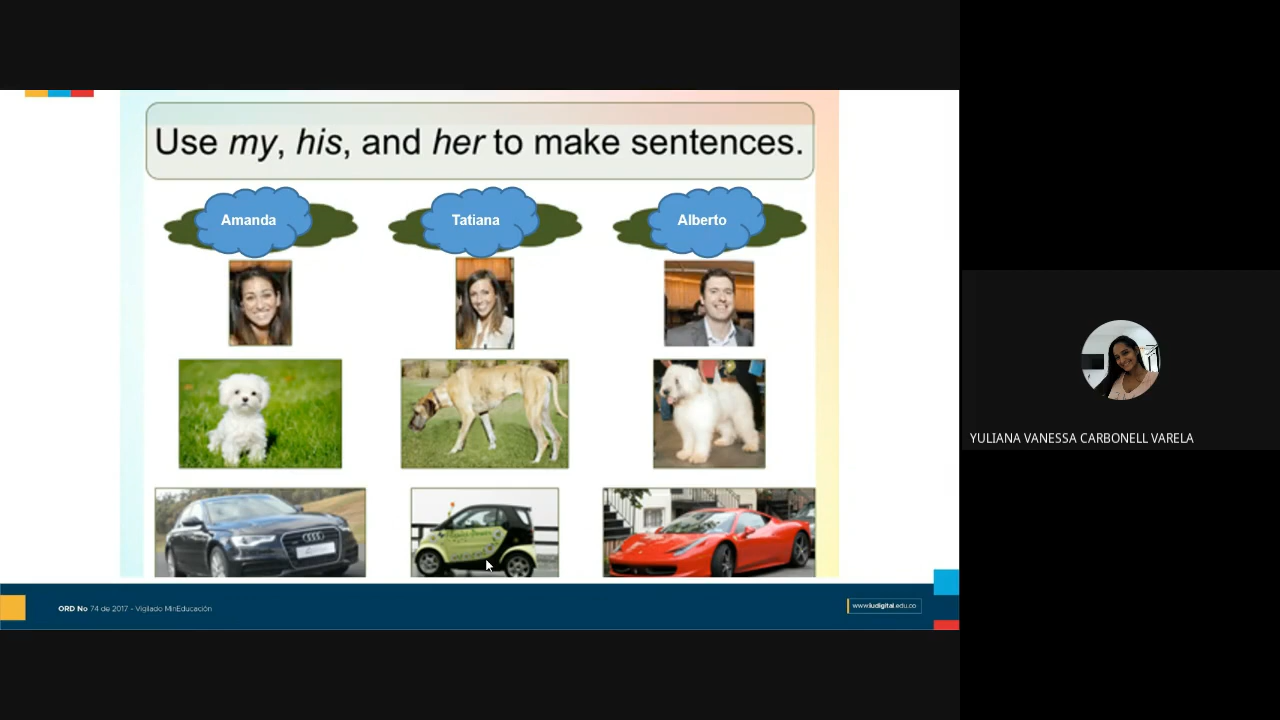 Use my, his, and her to make sentences.
Amanda
Tatiana
Alberto
YULIANA VANESSA CARBONELL VARELA
ORD No 74 de 2017 - Vigilado MinEducación
www.iudigital.edu.co